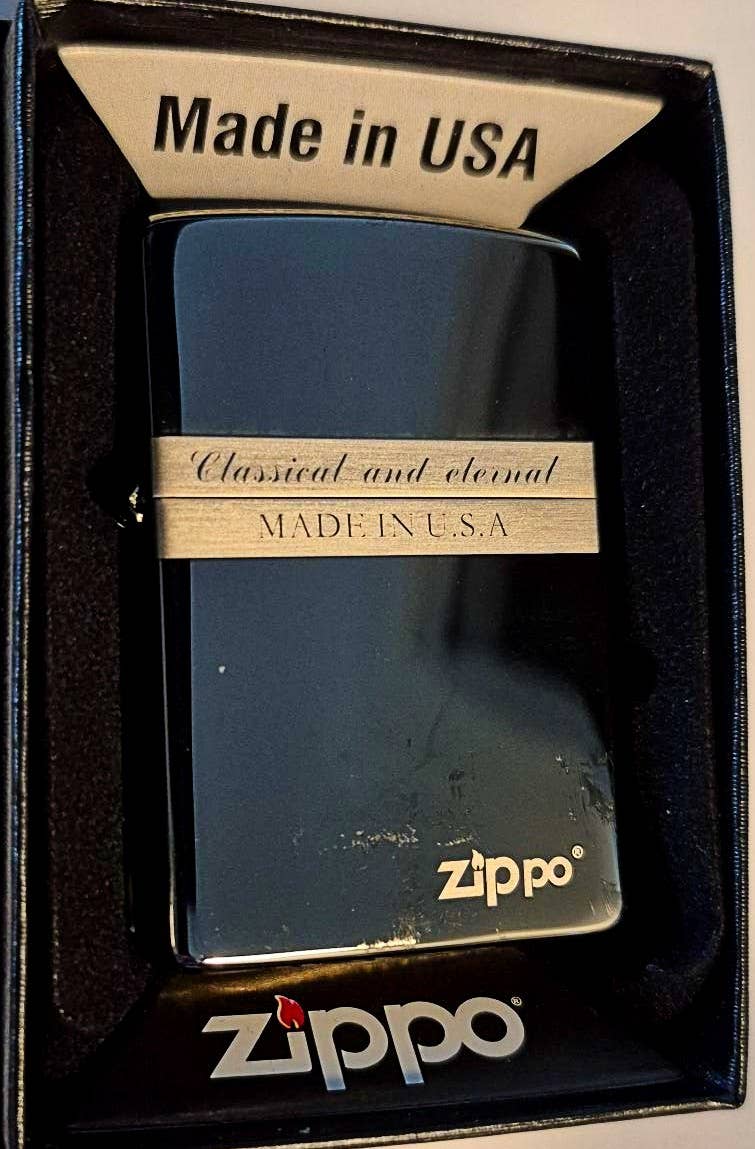 Made in USA
Classical and eternal
MADE IN U.S.A
zippo®
zippo®